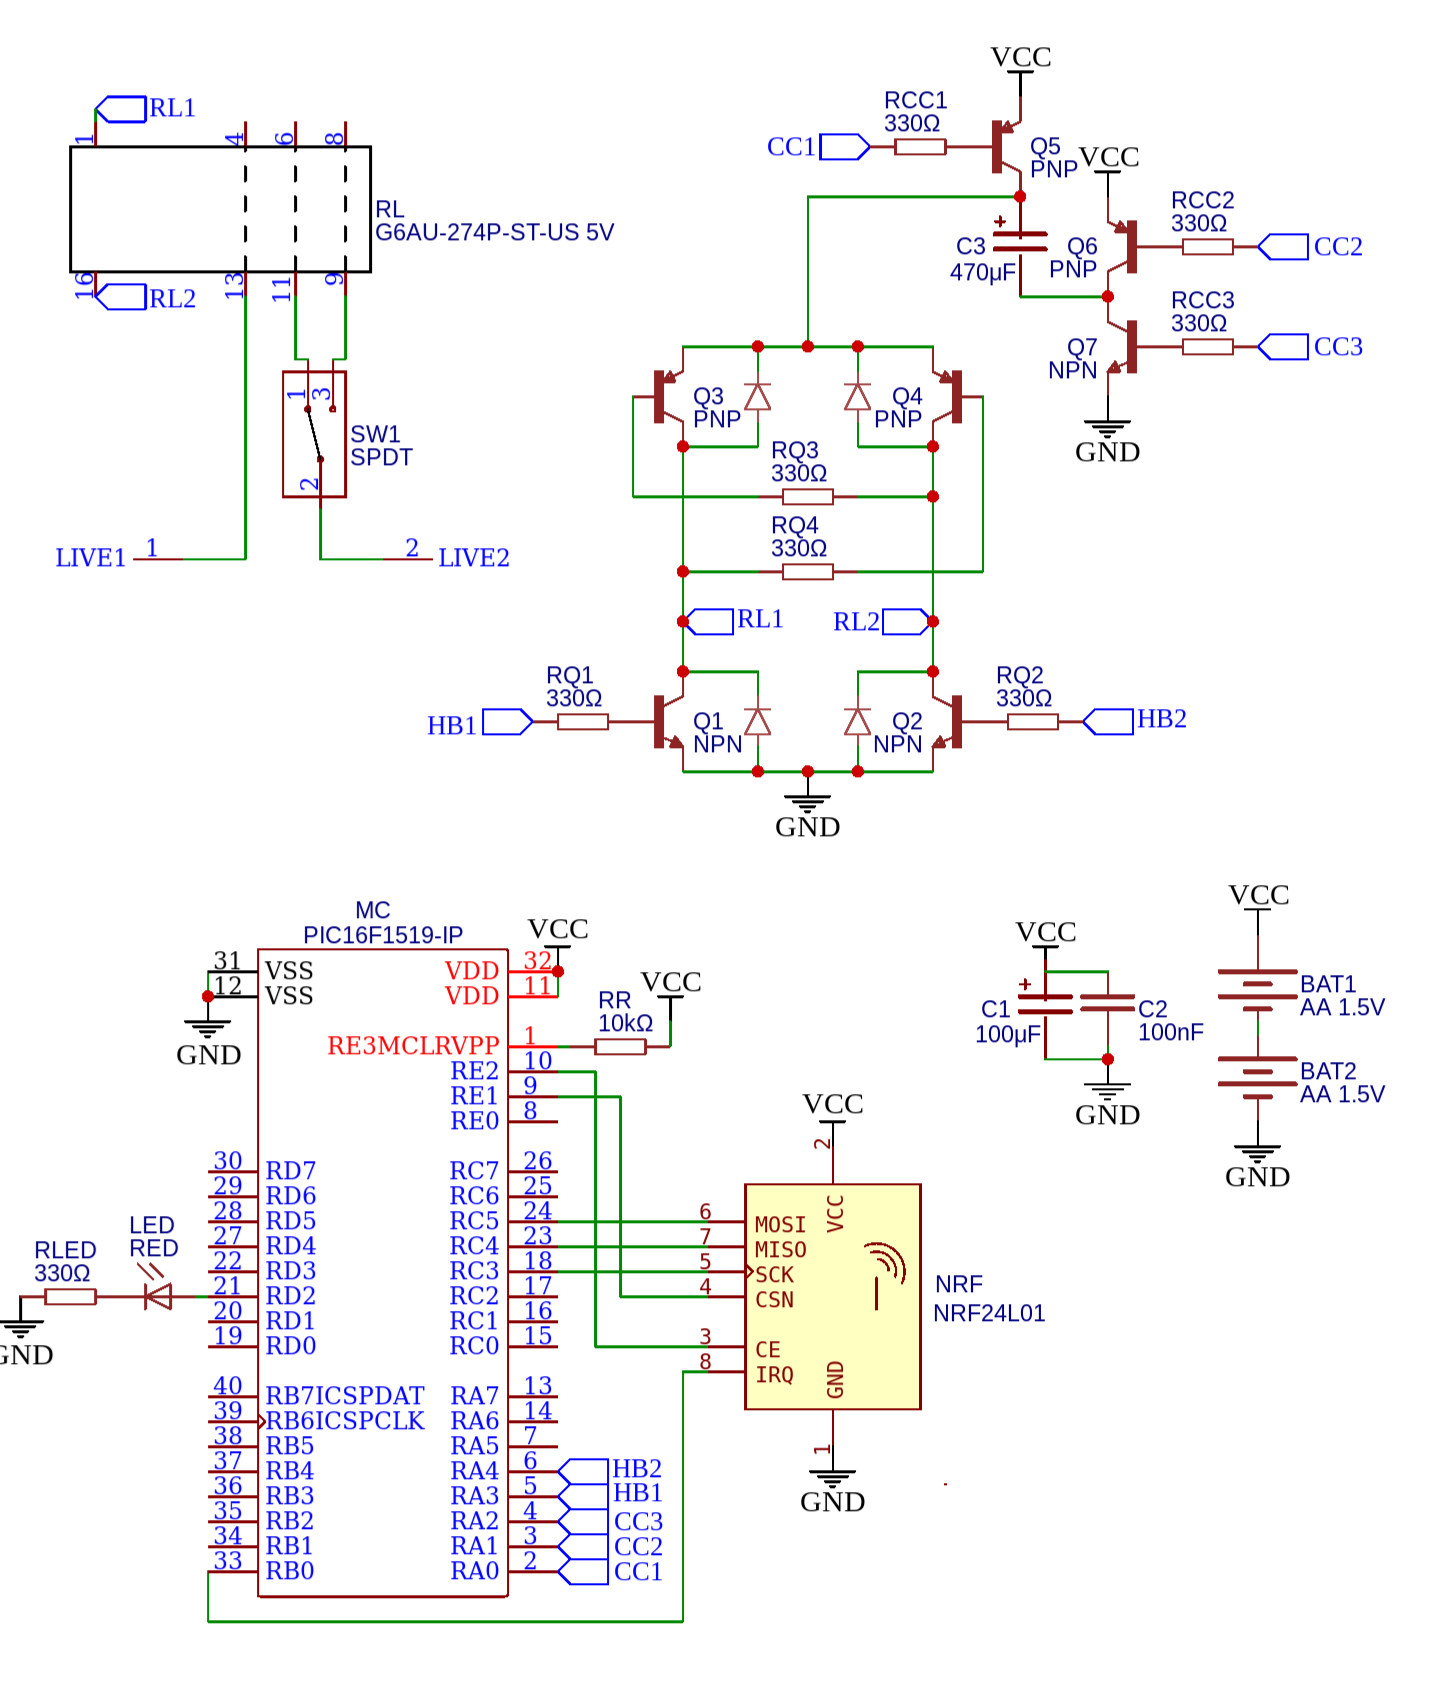 VCC
RCC1
330Ω
CC1
Q5
PNP
VCC
RCC2
330Ω
C3
470μF
Q6
PNP
CC2
RCC3
330Ω
Q7
NPN
CC3
GND
RL1
1
4
6
8
RL
G6AU-274P-ST-US 5V
16
RL2
13
11
9
1
3
SW1
SPDT
2
LIVE1
1
2
LIVE2
Q3
PNP
Q4
PNP
RQ3
330Ω
RQ4
330Ω
RL1
RL2
RQ1
330Ω
RQ2
330Ω
HB1
Q1
NPN
Q2
NPN
HB2
GND
MC
PIC16F1519-IP
VCC
31
VSS
VDD
32
12
VSS
VDD
11
GND
RR
10kΩ
VCC
RE3MCLRVPP
1
RE2
10
RE1
9
RE0
8
30
RD7
RC7
26
29
RD6
RC6
25
28
RD5
RC5
24
27
RD4
RC4
23
22
RD3
RC3
18
21
RD2
RC2
17
20
RD1
RC1
16
19
RD0
RC0
15
LED
RED
RLED
330Ω
GND
40
RB7ICSPDAT
RA7
13
39
RB6ICSPCLK
RA6
14
38
RB5
RA5
7
37
RB4
RA4
6
HB2
36
RB3
RA3
5
HB1
35
RB2
RA2
4
CC3
34
RB1
RA1
3
CC2
33
RB0
RA0
2
CC1
VCC
2
VCC
6
MOSI
7
MISO
5
SCK
4
CSN
3
CE
8
IRQ
GND
1
GND
NRF
NRF24L01
VCC
C1
100μF
C2
100nF
GND
VCC
BAT1
AA 1.5V
BAT2
AA 1.5V
GND